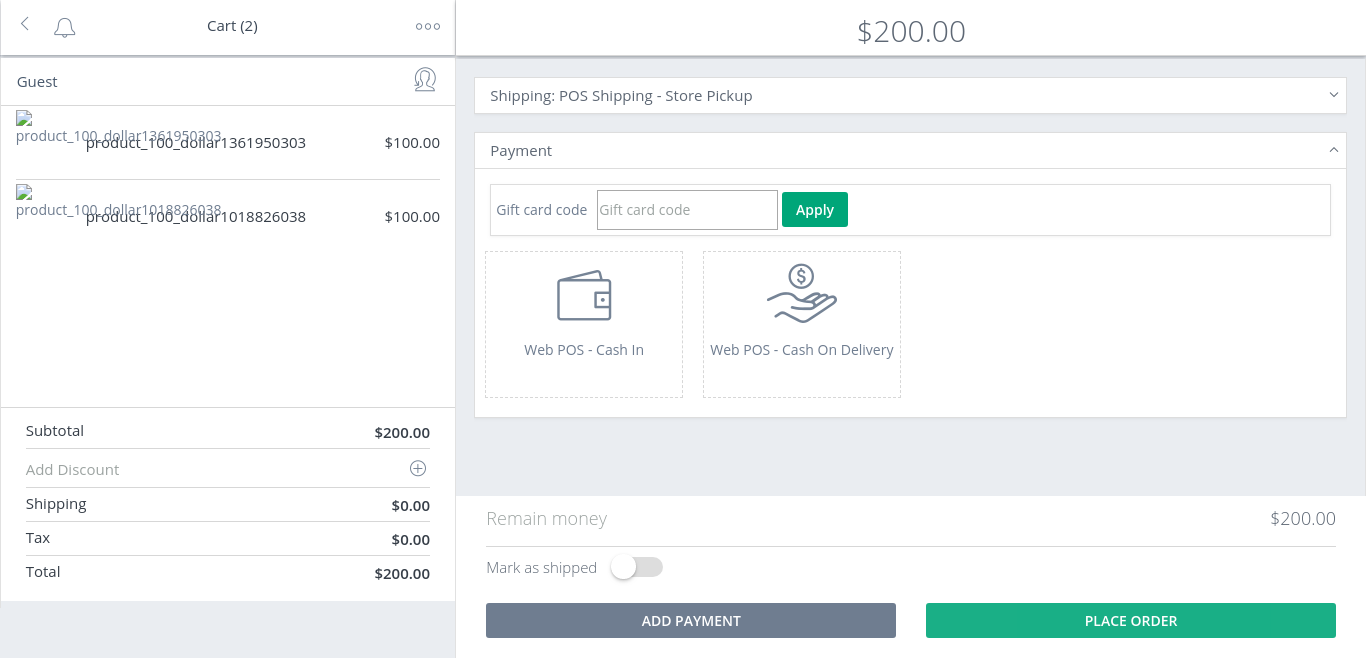 Cart (2)
Guest
product_100_dollar1361950303
product_100_dollar1361950303
$100.00
product_100_dollar1018826038
product_100_dollar1018826038
$100.00
Subtotal
$200.00
Add Discount
Shipping
$0.00
Tax
$0.00
Total
$200.00
$200.00
Shipping: POS Shipping - Store Pickup
Payment
Gift card code
Gift card code
Apply
$
Web POS - Cash In
Web POS - Cash On Delivery
Remain money
$200.00
Mark as shipped
ADD PAYMENT
PLACE ORDER